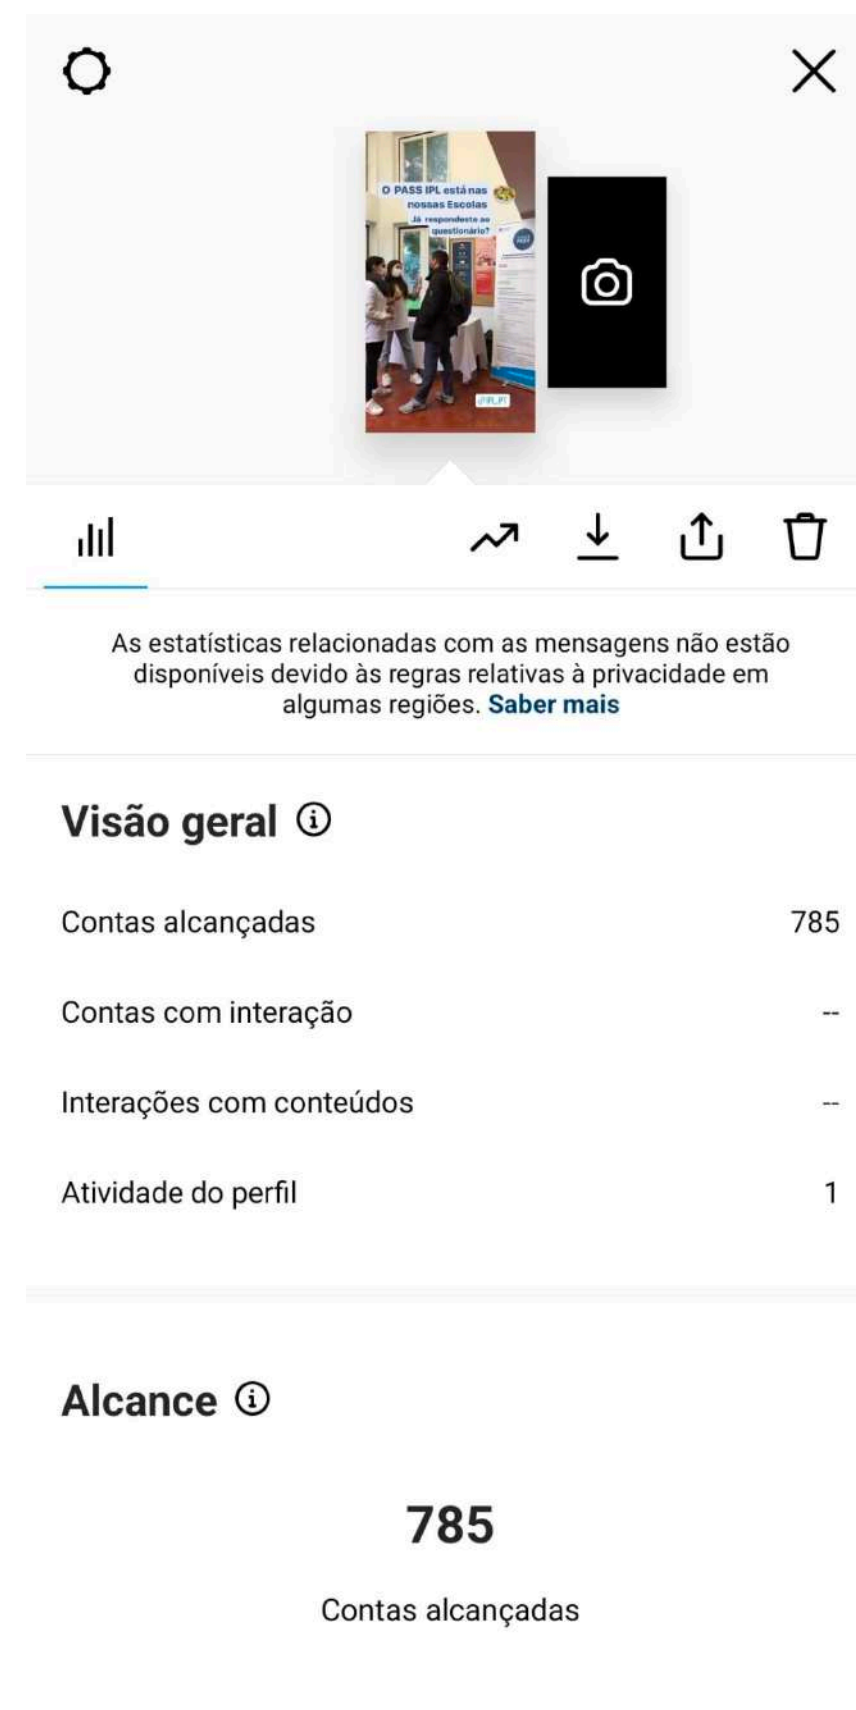 O PASS IPL está nas
nossas Escolas
Já respondeste ao
questionário?
@IPL.PT
As estatísticas relacionadas com as mensagens não estão
disponíveis devido às regras relativas à privacidade em
algumas regiões. Saber mais
Visão geral
Contas alcançadas 785
Contas com interação --
Interações com conteúdos --
Atividade do perfil 1
Alcance
785
Contas alcançadas